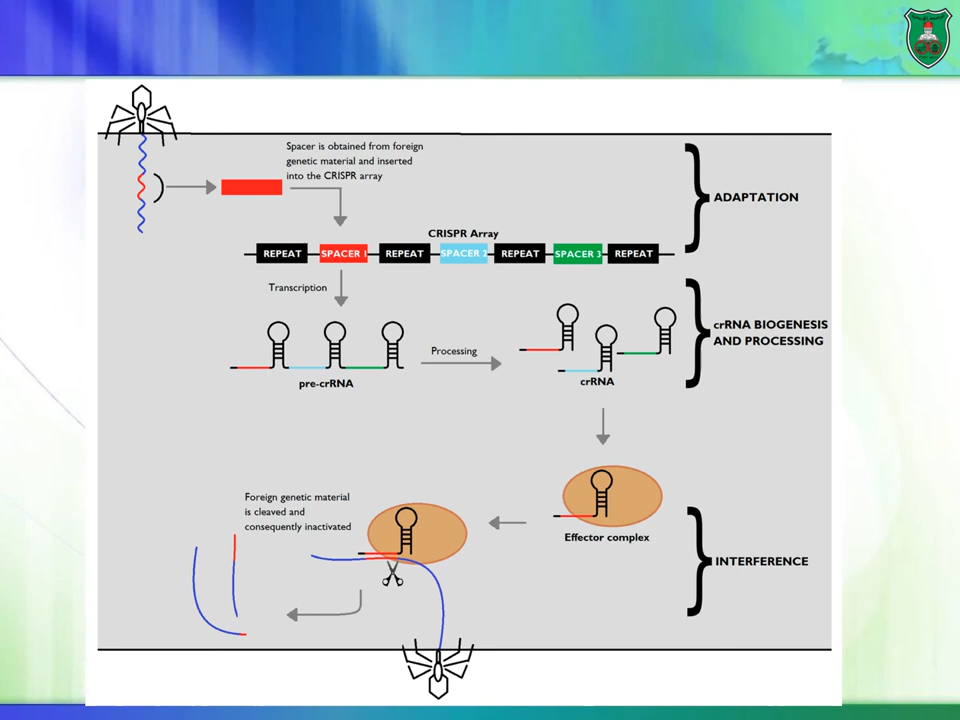 Spacer is obtained from foreign
genetic material and inserted
into the CRISPR array
ADAPTATION
CRISPR Array
REPEAT SPACER 1 REPEAT SPACER 2 REPEAT SPACER 3 REPEAT
Transcription
crRNA BIOGENESIS
AND PROCESSING
Processing
pre-crRNA
crRNA
Foreign genetic material
is cleaved and
consequently inactivated
Effector complex
INTERFERENCE